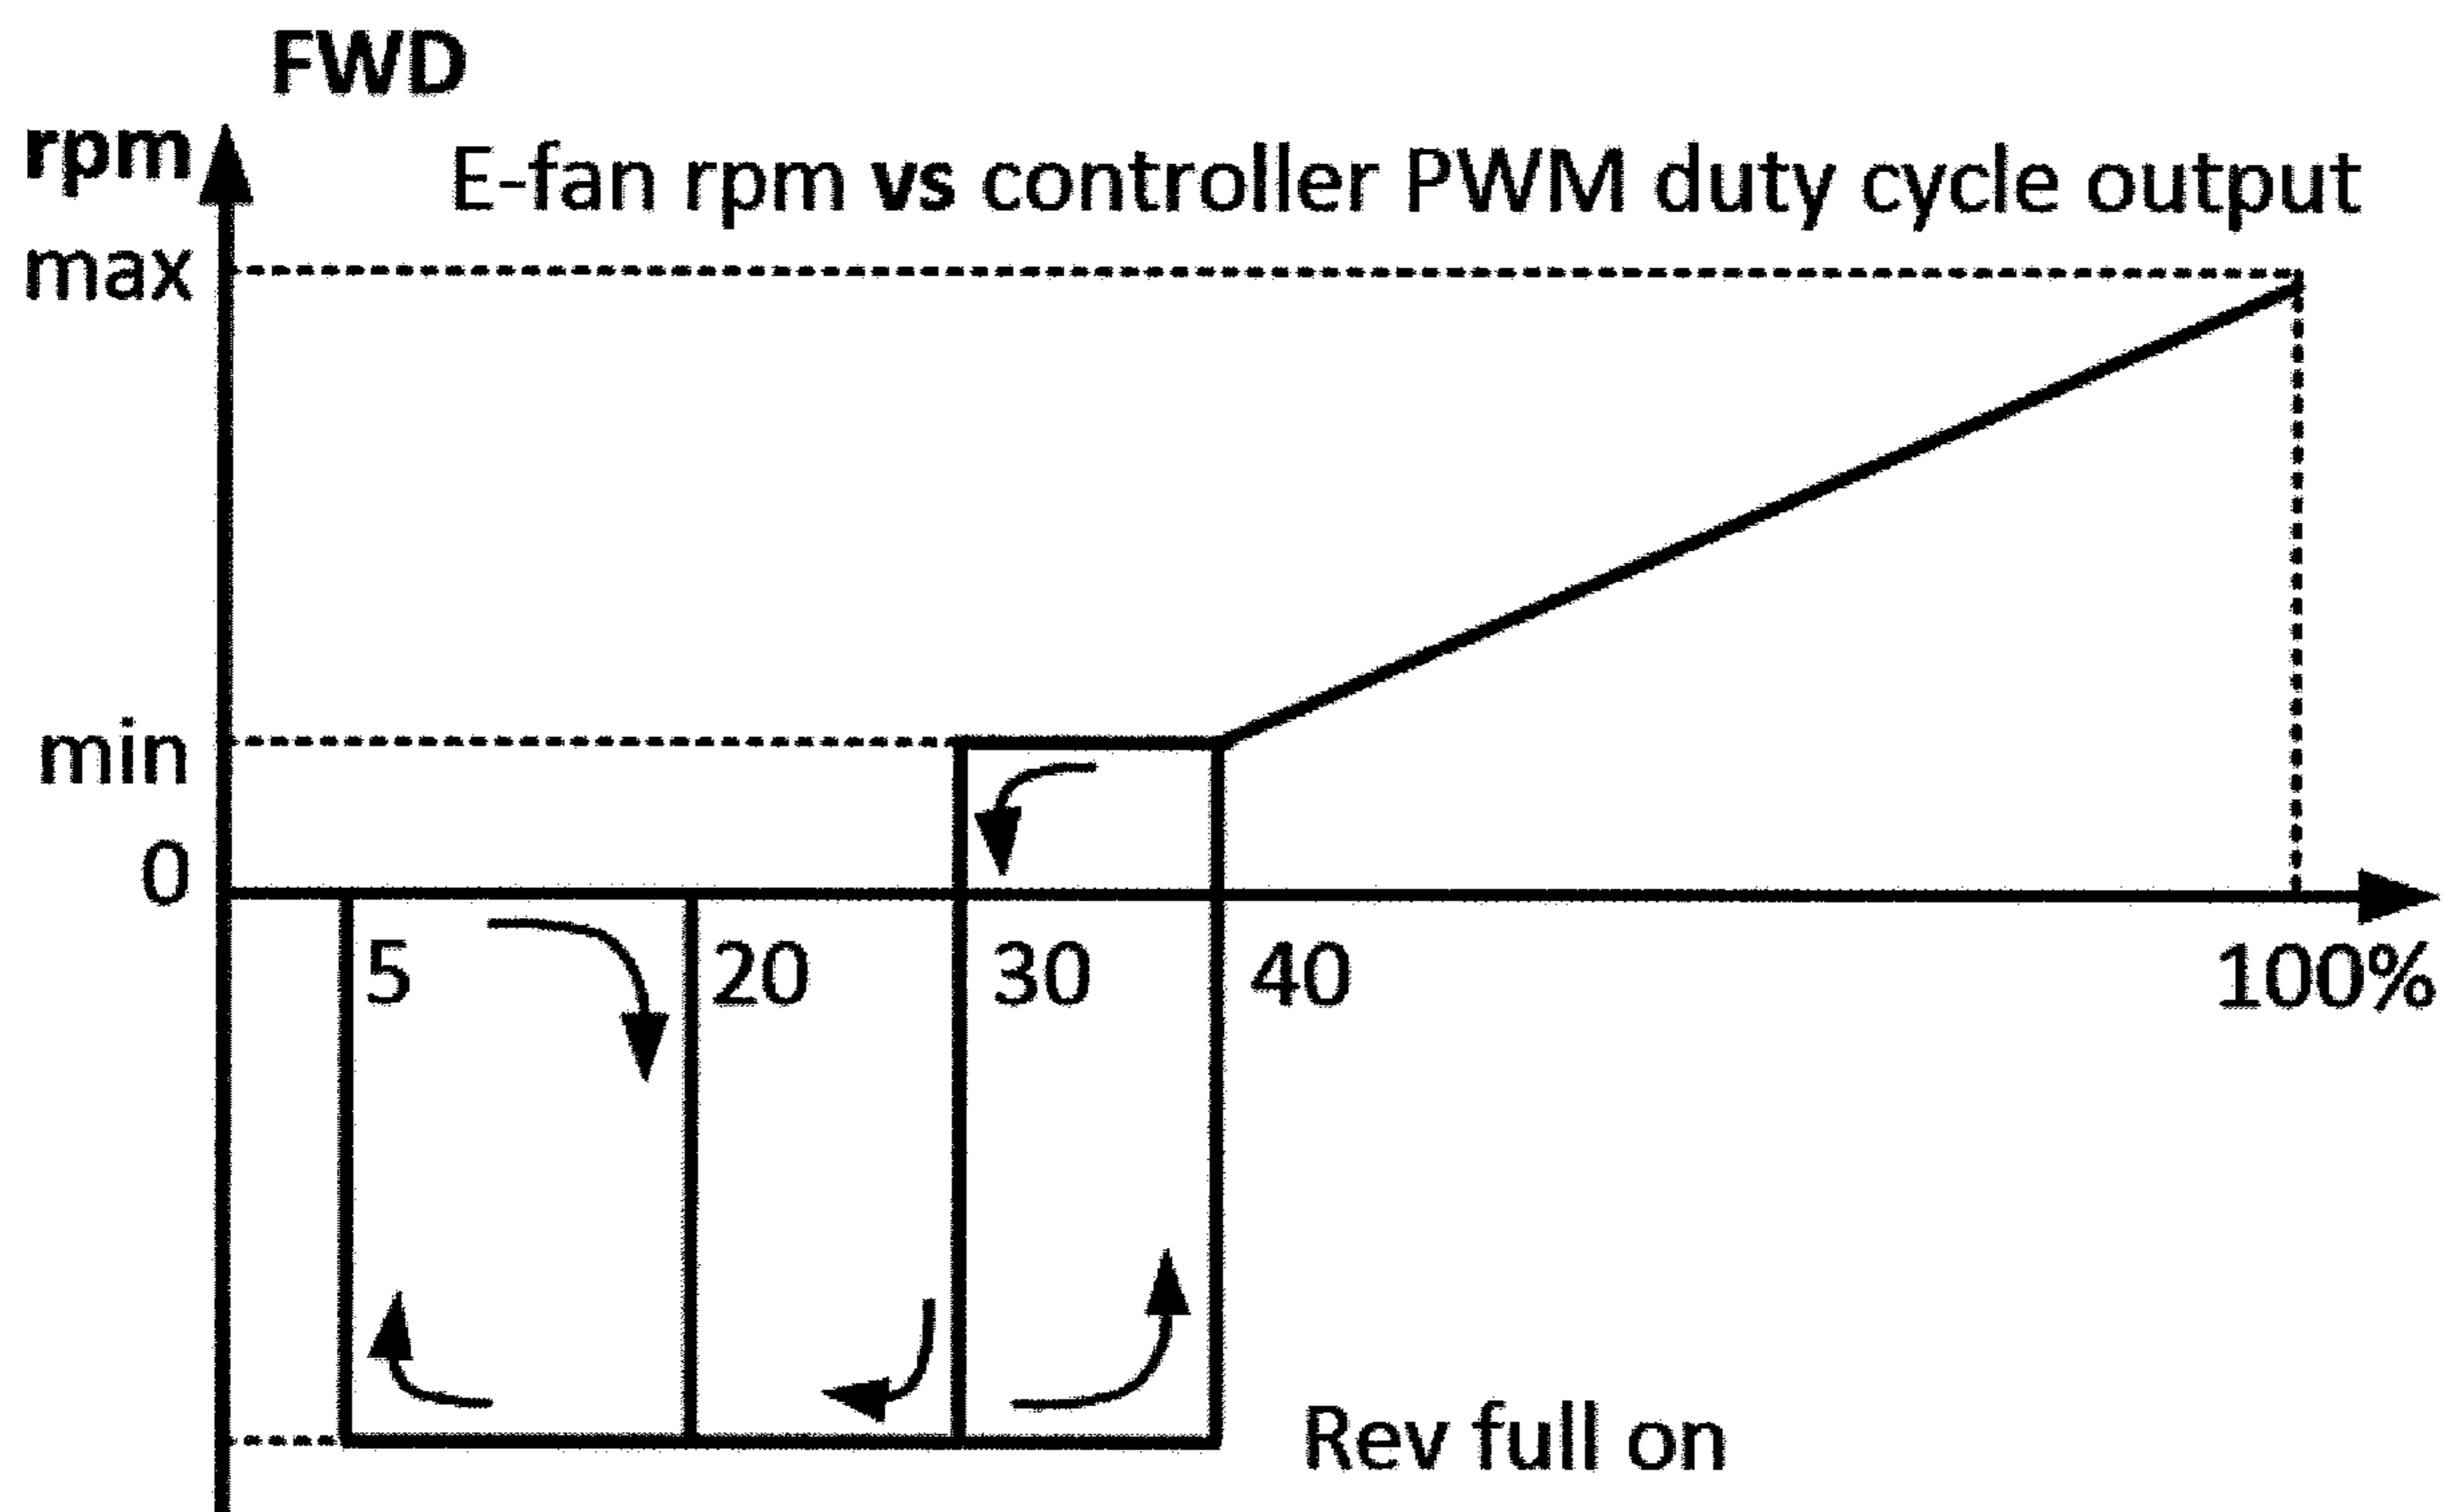 FWD
rpm
E-fan rpm vs controller PWM duty cycle output
max
min
0
5 20 30 40 100%
Rev full on